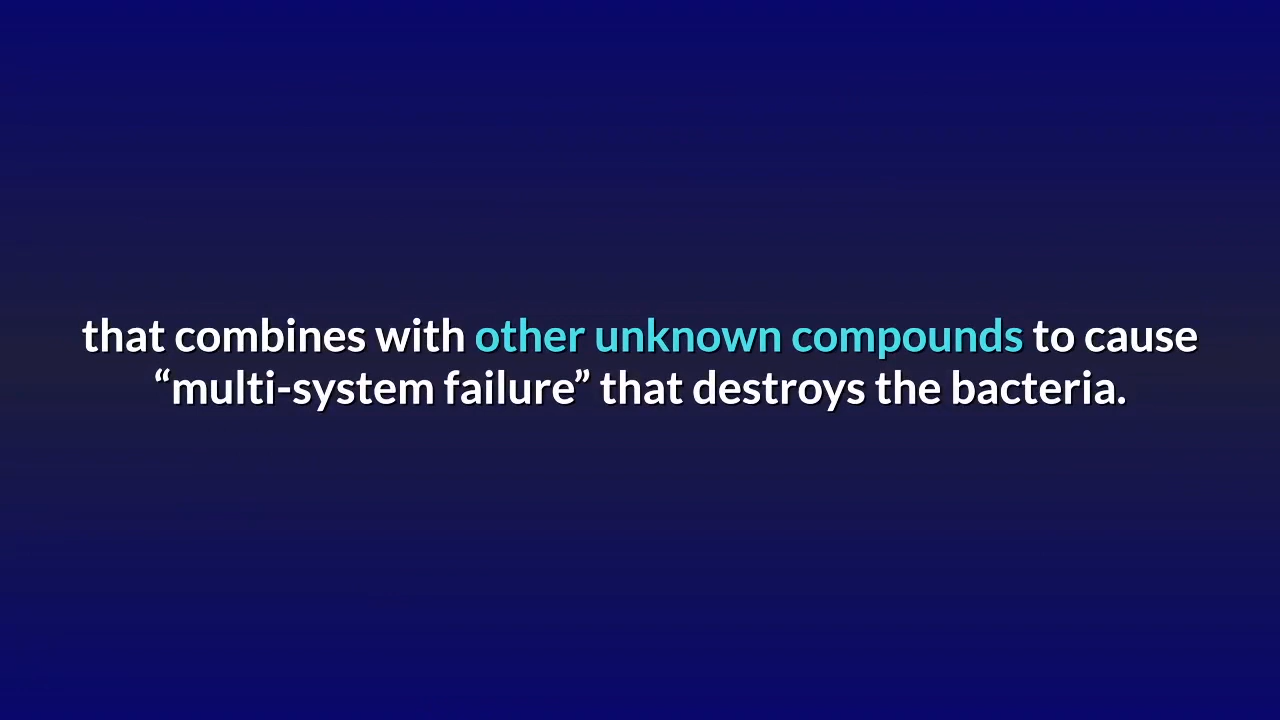 that combines with other unknown compounds to cause
“multi-system failure” that destroys the bacteria.